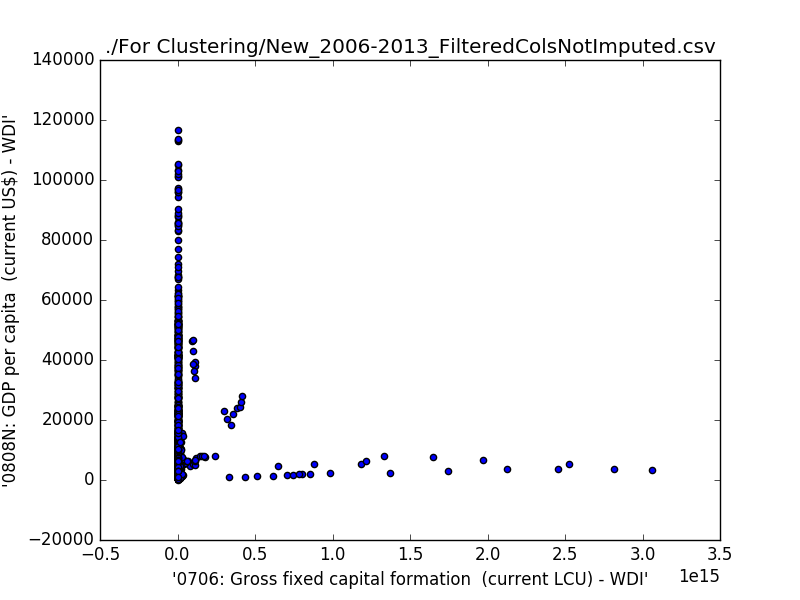 ./For Clustering/New_2006-2013_FilteredColsNotImputed.csv
140000
120000
100000
80000
60000
40000
20000
0
−20000
'0808N: GDP per capita  (current US$) - WDI'
−0.5 0.0 0.5 1.0 1.5 2.0 2.5 3.0 3.5
1e15
'0706: Gross fixed capital formation  (current LCU) - WDI'